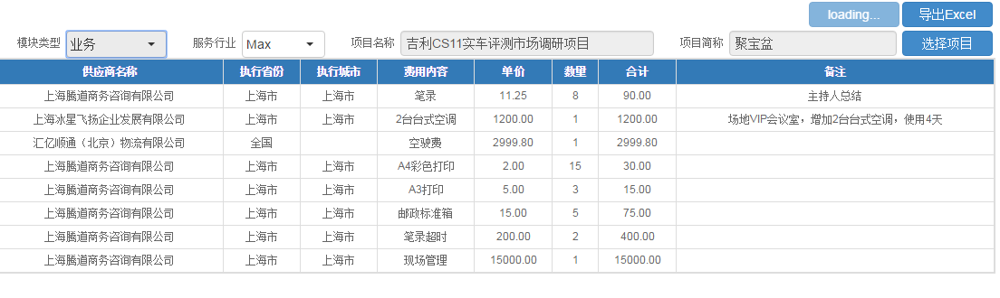 loading... 导出Excel
模块类型 业务 服务行业 Max 项目名称 吉利CS11实车评测市场调研项目 项目简称 聚宝盆 选择项目
供应商名称 执行省份 执行城市 费用内容 单价 数量 合计 备注
上海腾道商务咨询有限公司 上海市 上海市 笔录 11.25 8 90.00 主持人总结
上海冰星飞扬企业发展有限公司 上海市 上海市 2台台式空调 1200.00 1 1200.00 场地VIP会议室，增加2台台式空调，使用4天
汇亿顺通（北京）物流有限公司 全国 空驶费 2999.80 1 2999.80
上海腾道商务咨询有限公司 上海市 上海市 A4彩色打印 2.00 15 30.00
上海腾道商务咨询有限公司 上海市 上海市 A3打印 5.00 3 15.00
上海腾道商务咨询有限公司 上海市 上海市 邮政标准箱 15.00 5 75.00
上海腾道商务咨询有限公司 上海市 上海市 笔录超时 200.00 2 400.00
上海腾道商务咨询有限公司 上海市 上海市 现场管理 15000.00 1 15000.00